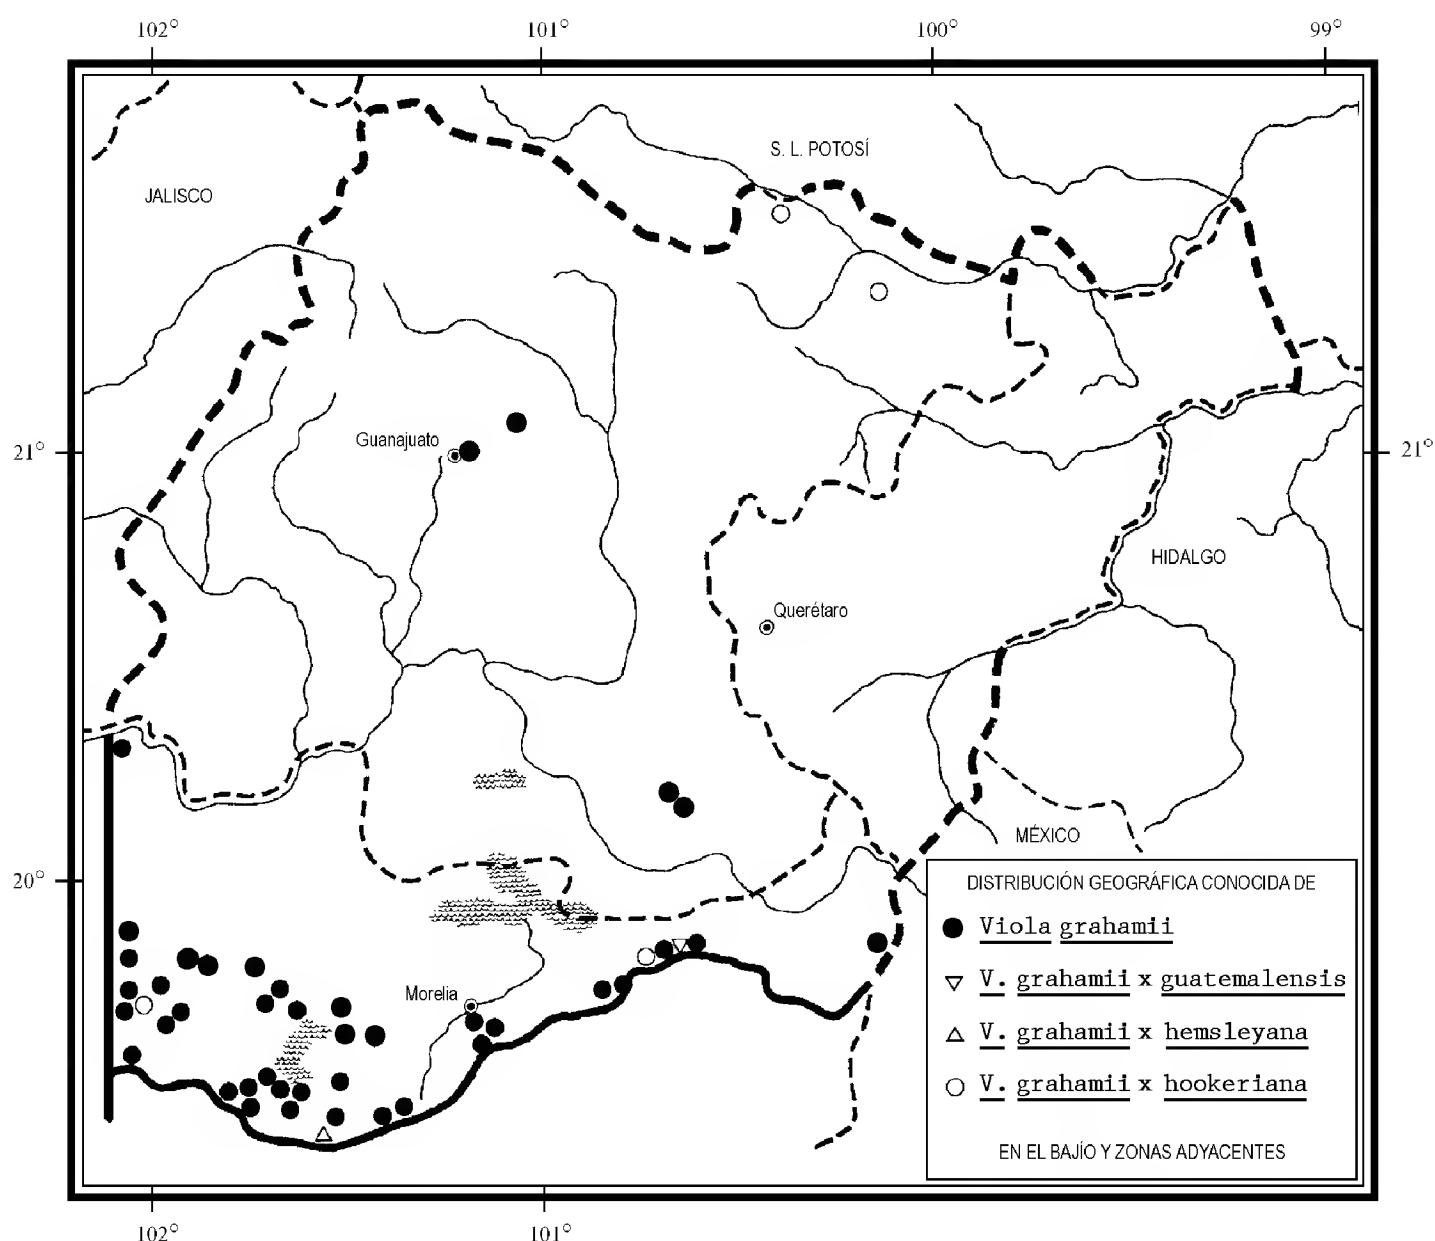 102° 101° 100° 99°
S. L. POTOSÍ
JALISCO
Guanajuato
21° 21°
HIDALGO
Querétaro
MÉXICO
20°
DISTRIBUCIÓN GEOGRÁFICA CONOCIDA DE
Viola grahamii
V. grahamii x guatemalensis
Morelia
V. grahamii x hemsleyana
V. grahamii x hookeriana
EN EL BAJÍO Y ZONAS ADYACENTES
102° 101°